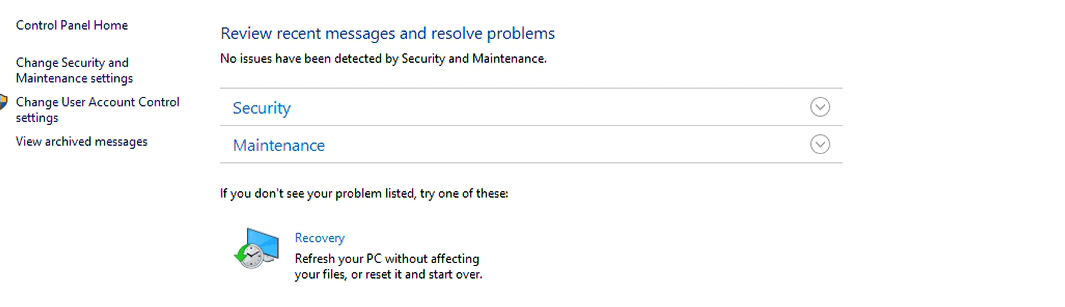 Control Panel Home
Change Security and
Maintenance settings
Change User Account Control
settings
View archived messages
Review recent messages and resolve problems
No issues have been detected by Security and Maintenance.
Security
Maintenance
If you don't see your problem listed, try one of these:
Recovery
Refresh your PC without affecting
your files, or reset it and start over.